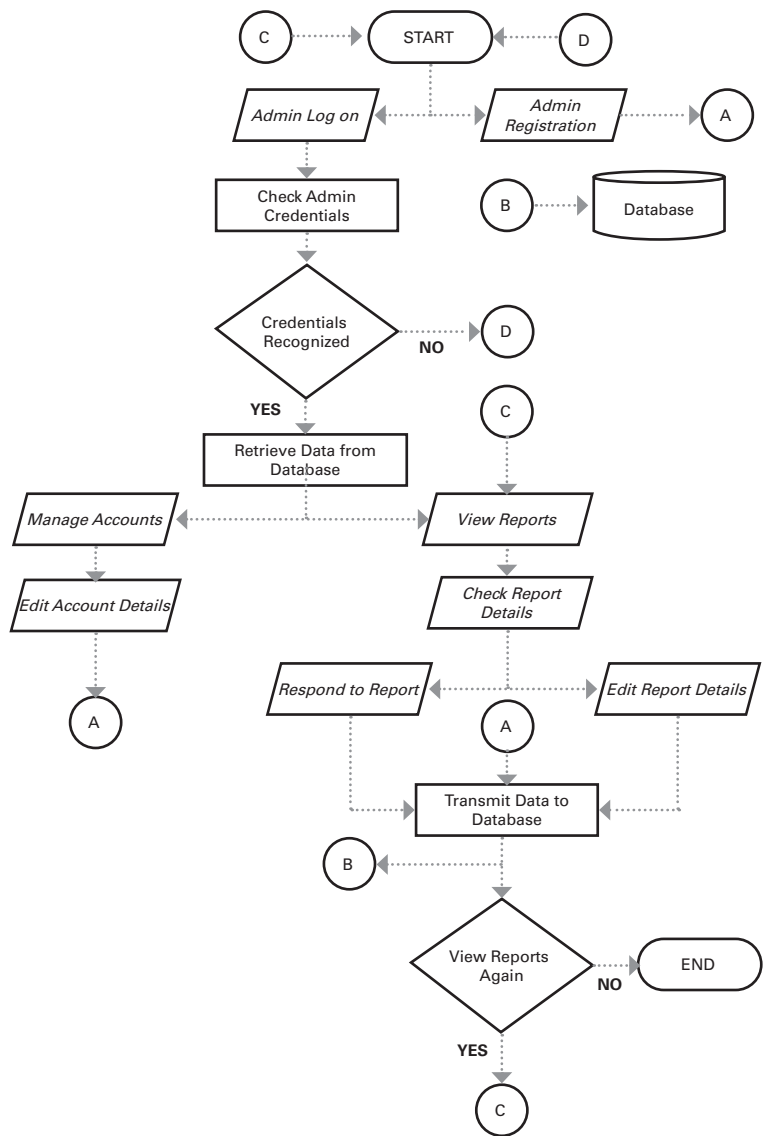 C
START
D
Admin Log on
Admin
Registration
A
Check Admin
Credentials
B
Database
Credentials
Recognized
NO
D
YES
C
Retrieve Data from
Database
Manage Accounts
View Reports
Edit Account Details
Check Report
Details
Respond to Report
Edit Report Details
A
A
Transmit Data to
Database
B
View Reports
Again
END
NO
YES
C